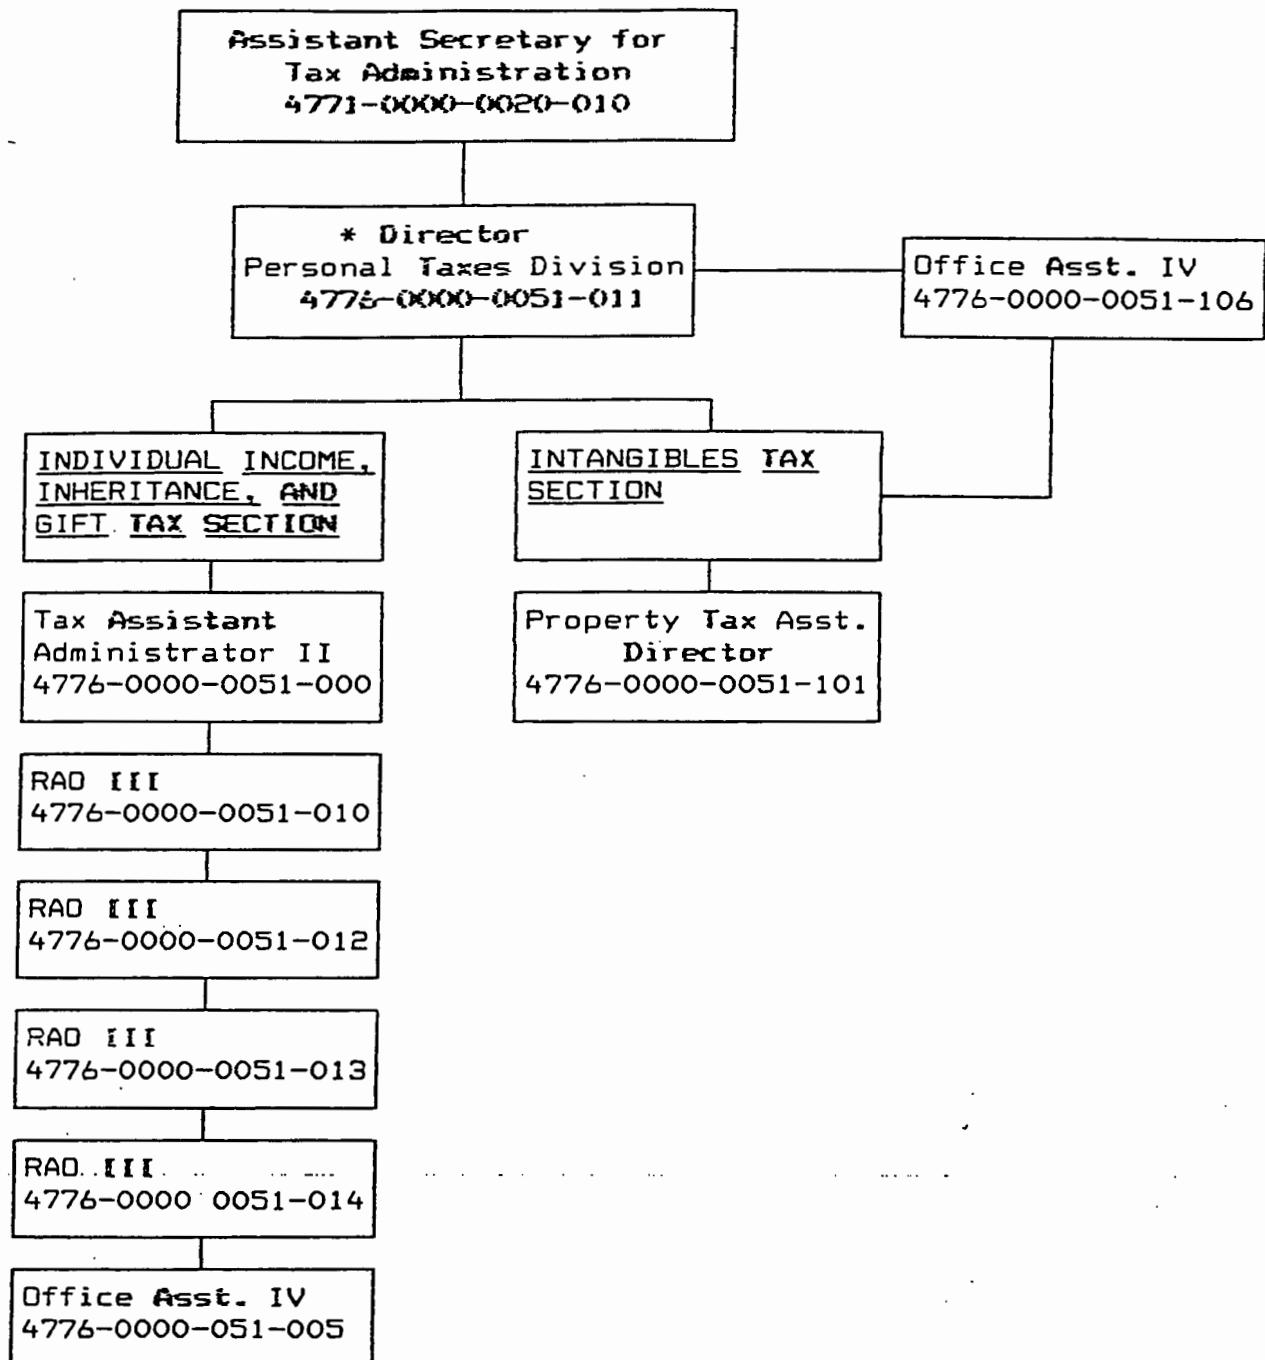 Assistant Secretary for
Tax Administration
4771-0000-0020-010
* Director
Personal Taxes Division
4776-0000-0051-011
Office Asst. IV
4776-0000-0051-106
INDIVIDUAL INCOME,
INHERITANCE, AND
GIFT TAX SECTION
INTANGIBLES TAX
SECTION
Tax Assistant
Administrator II
4776-0000-0051-000
Property Tax Asst.
Director
4776-0000-0051-101
RAO III
4776-0000-0051-010
RAO III
4776-0000-0051-012
RAO III
4776-0000-0051-013
RAO III
4776-0000 0051-014
Office Asst. IV
4776-0000-051-005